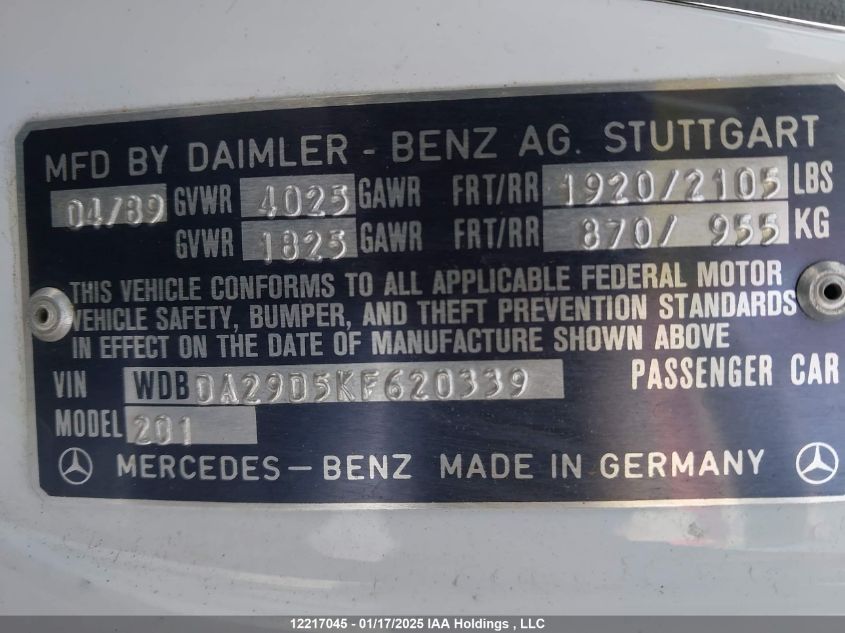 MFD BY DAIMLER - BENZ AG. STUTTGART
04/89 GVWR 4025 GAWR FRT/RR 1920/2105 LBS
GVWR 1825 GAWR FRT/RR 870/ 955 KG
THIS VEHICLE CONFORMS TO ALL APPLICABLE FEDERAL MOTOR
VEHICLE SAFETY, BUMPER, AND THEFT PREVENTION STANDARDS
IN EFFECT ON THE DATE OF MANUFACTURE SHOWN ABOVE
VIN WDBDA29D5KF620339 PASSENGER CAR
MODEL 201
MERCEDES - BENZ MADE IN GERMANY
12217045 - 01/17/2025 IAA Holdings , LLC